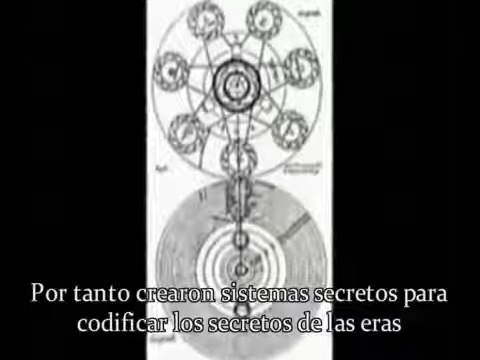 Por tanto crearon sistemas secretos para
codificar los secretos de las eras